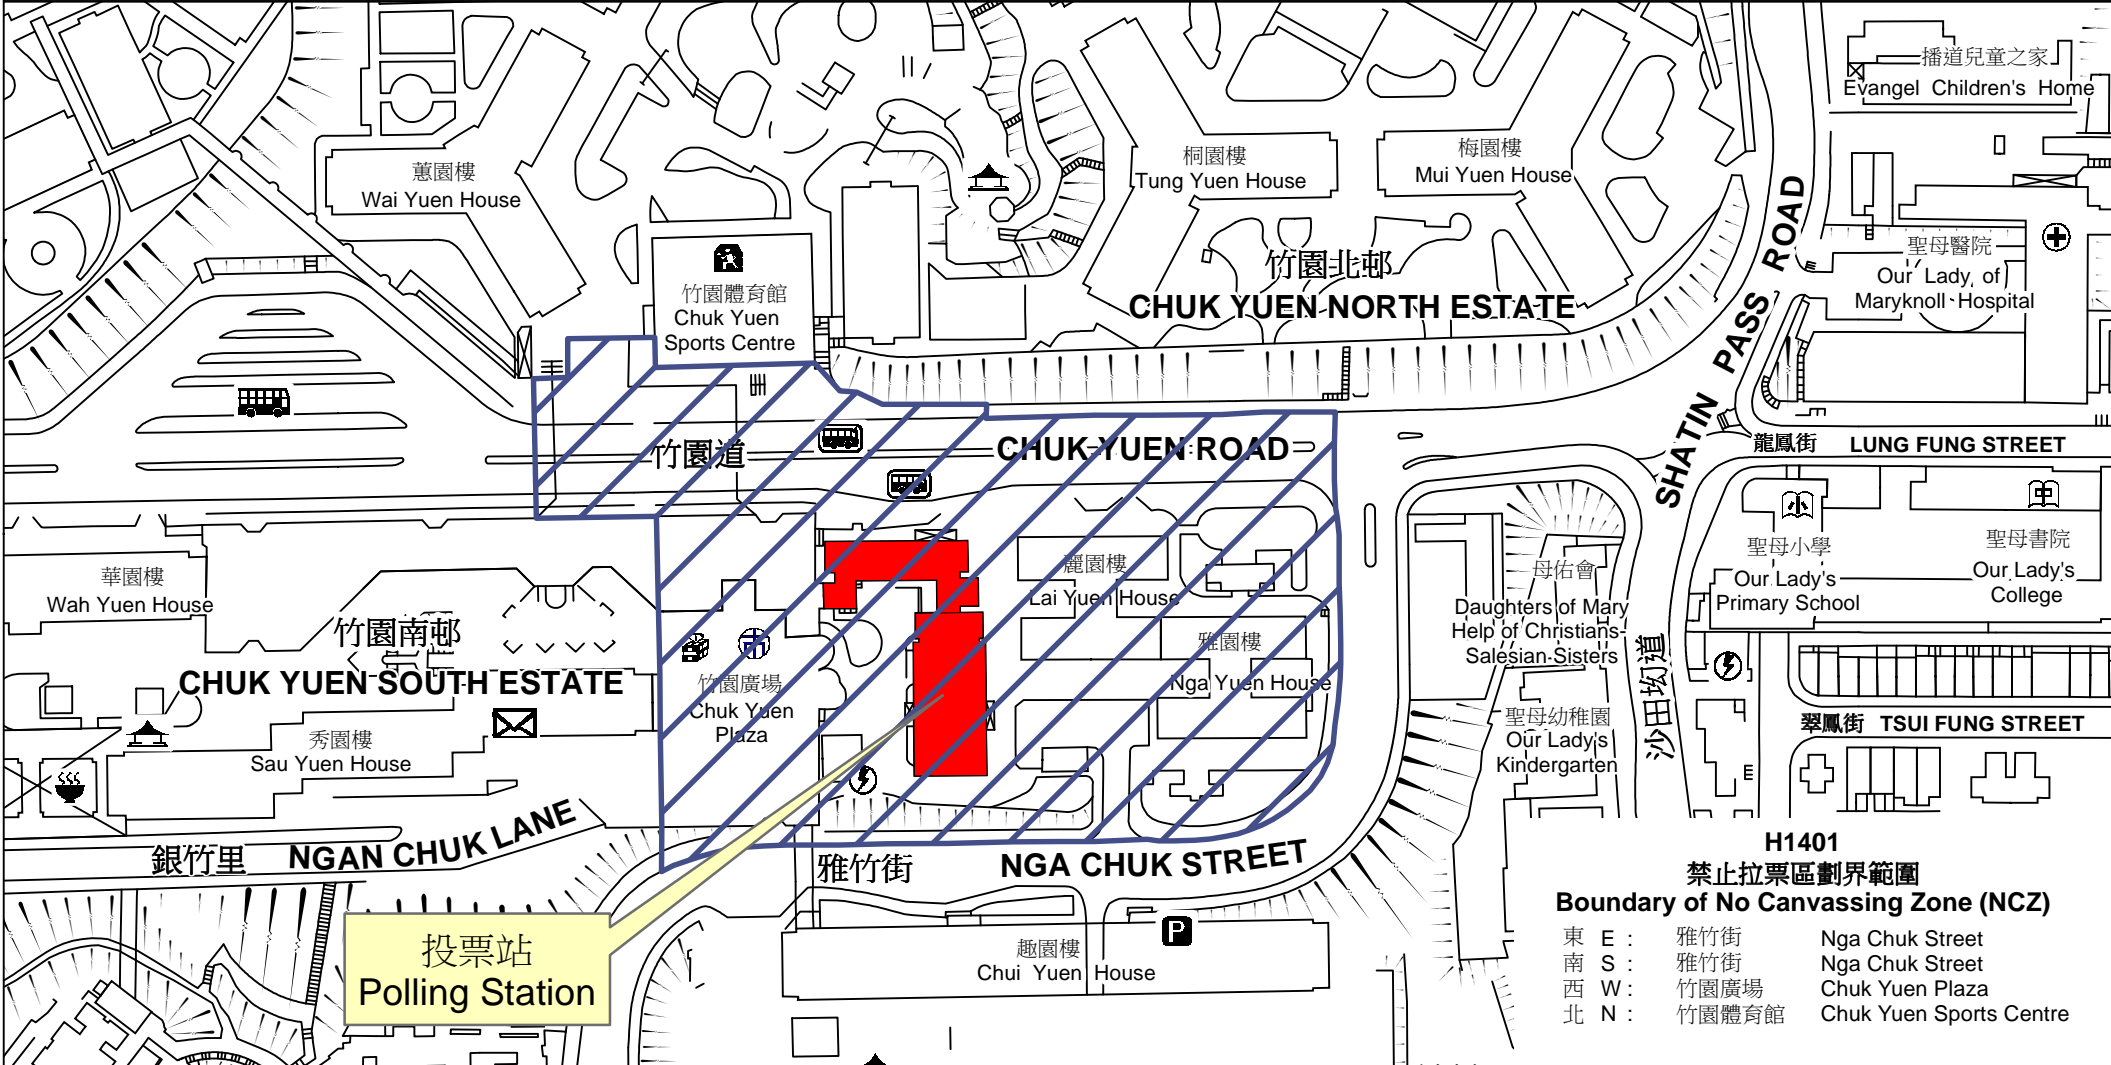 播道兒童之家
Evangel Children's Home
蕙園樓
Wai Yuen House
桐園樓
Tung Yuen House
梅園樓
Mui Yuen House
竹園體育館
Chuk Yuen
Sports Centre
竹園北邨
CHUK YUEN NORTH ESTATE
SHATIN PASS ROAD
聖母醫院
Our Lady of
Maryknoll Hospital
竹園道
CHUK YUEN ROAD
龍鳳街 LUNG FUNG STREET
小
中
聖母小學
Our Lady's
Primary School
聖母書院
Our Lady's
College
華園樓
Wah Yuen House
竹園南邨
CHUK YUEN SOUTH ESTATE
麗園樓
Lai Yuen House
雅園樓
Nga Yuen House
母佑會
Daughters of Mary
Help of Christians-
Salesian Sisters
沙田坳道
市
竹園廣場
Chuk Yuen
Plaza
秀園樓
Sau Yuen House
聖母幼稚園
Our Lady's
Kindergarten
翠鳳街 TSUI FUNG STREET
銀竹里 NGAN CHUK LANE
雅竹街 NGA CHUK STREET
投票站
Polling Station
趣園樓
Chui Yuen House
P
H1401
禁止拉票區劃界範圍
Boundary of No Canvassing Zone (NCZ)
東 E : 雅竹街 Nga Chuk Street
南 S : 雅竹街 Nga Chuk Street
西 W : 竹園廣場 Chuk Yuen Plaza
北 N : 竹園體育館 Chuk Yuen Sports Centre